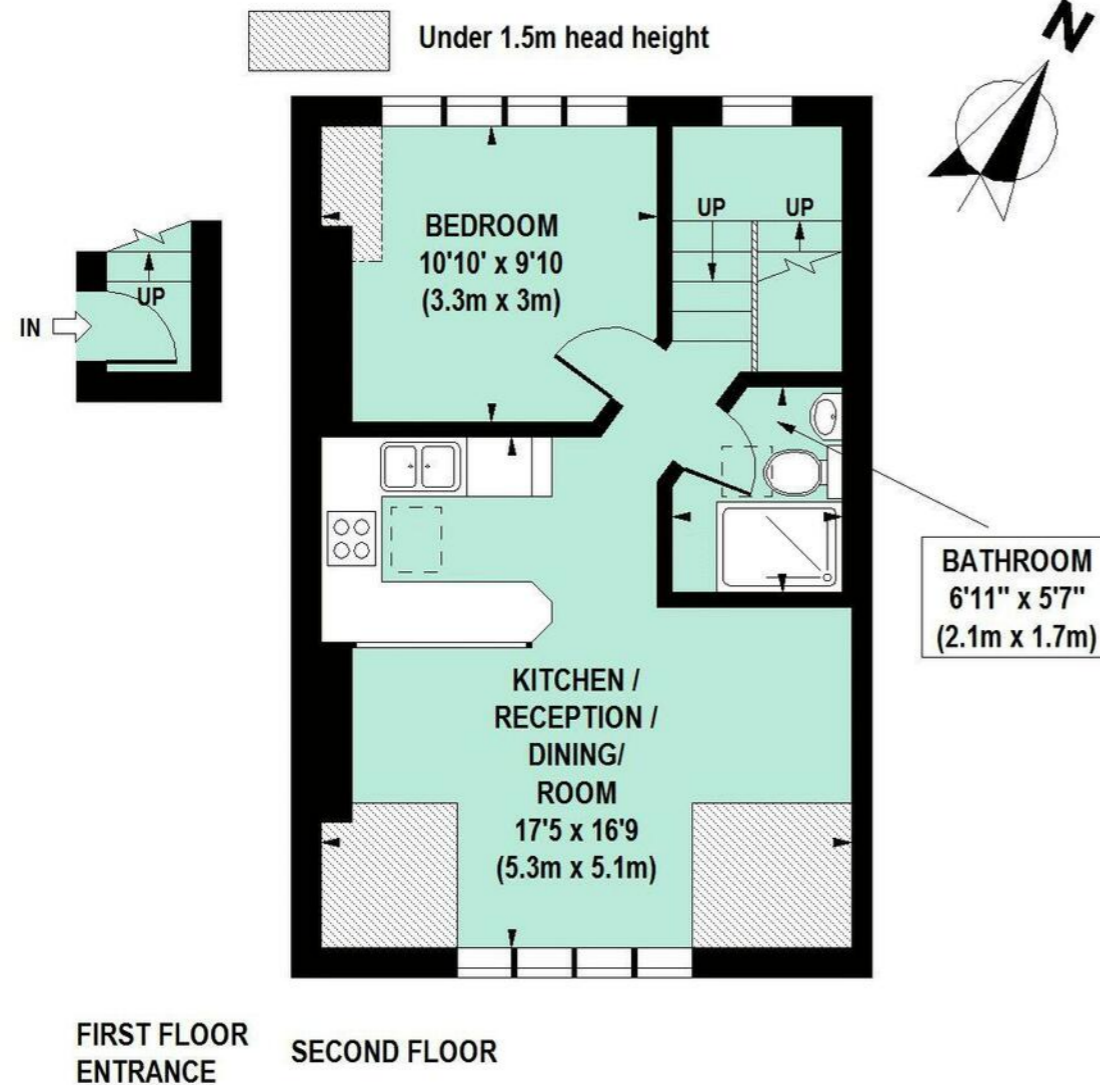 Under 1.5m head height
N
BEDROOM
10'10' x 9'10
(3.3m x 3m)
UP
UP
IN
UP
BATHROOM
6'11" x 5'7"
(2.1m x 1.7m)
KITCHEN /
RECEPTION /
DINING/
ROOM
17'5 x 16'9
(5.3m x 5.1m)
FIRST FLOOR
ENTRANCE
SECOND FLOOR